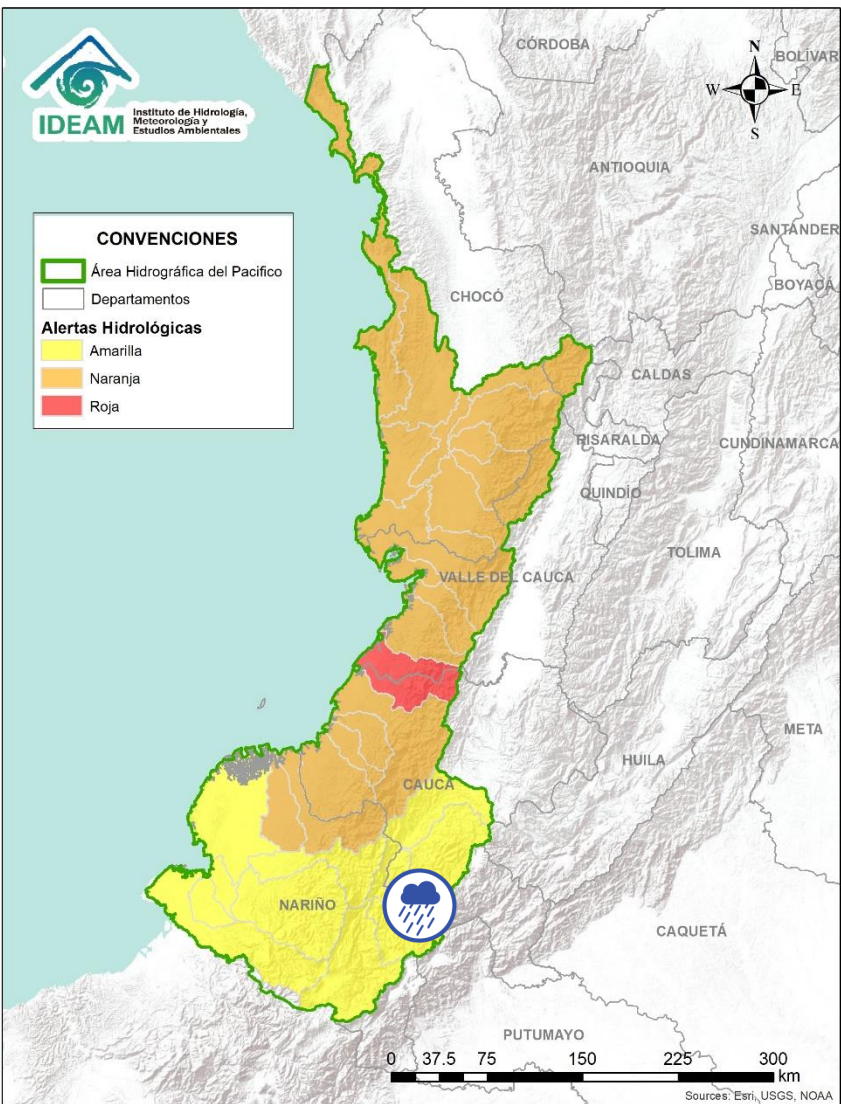 IDEAM
Instituto de Hidrología,
Meteorología y
Estudios Ambientales
N
W
E
S
CONVENCIONES
Área Hidrográfica del Pacifico
Departamentos
Alertas Hidrológicas
Amarilla
Naranja
Roja
CÓRDOBA
BOLÍVAR
ANTIOQUIA
SANTANDER
BOYACÁ
CHOCÓ
CALDAS
RISARALDA
CUNDINAMARCA
QUINDÍO
TOLIMA
VALLE DEL CAUCA
META
HUILA
CAUCA
NARIÑO
CAQUETÁ
PUTUMAYO
0 37.5 75 150 225 300
km
Sources: Esri, USGS, NOAA